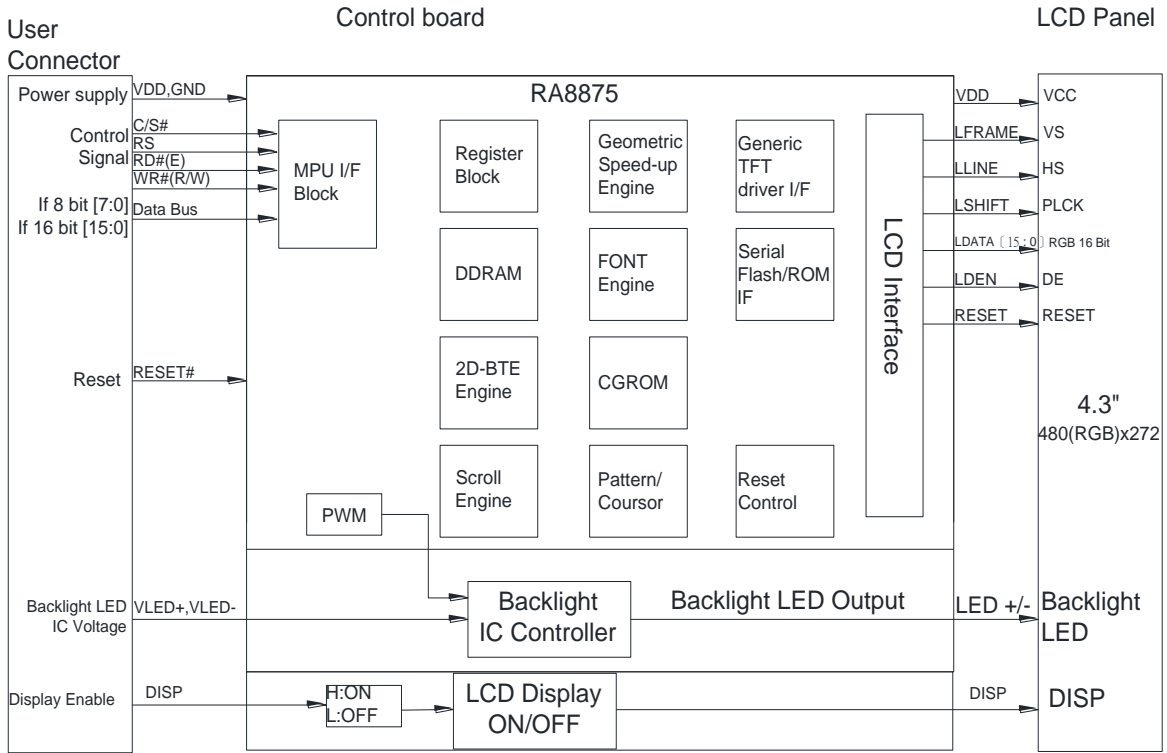 User
Connector
Control board
LCD Panel
Power supply
VDD,GND
Control
Signal
C/S#
RS
RD#(E)
WR#(R/W)
If 8 bit [7:0]
If 16 bit [15:0]
Data Bus
Reset
RESET#
Backlight LED
IC Voltage
VLED+,VLED-
Display Enable
DISP
RA8875
MPU I/F
Block
Register
Block
Geometric
Speed-up
Engine
Generic
TFT
driver I/F
DDRAM
FONT
Engine
Serial
Flash/ROM
IF
2D-BTE
Engine
CGROM
Scroll
Engine
Pattern/
Coursor
Reset
Control
LCD Interface
PWM
Backlight
IC Controller
Backlight LED Output
H:ON
L:OFF
LCD Display
ON/OFF
VDD
LFRAME
LLINE
LSHIFT
LDATA〔15:0〕
LDEN
RESET
LED +/-
DISP
VCC
VS
HS
PLCK
RGB 16 Bit
DE
RESET
4.3"
480(RGB)x272
Backlight
LED
DISP